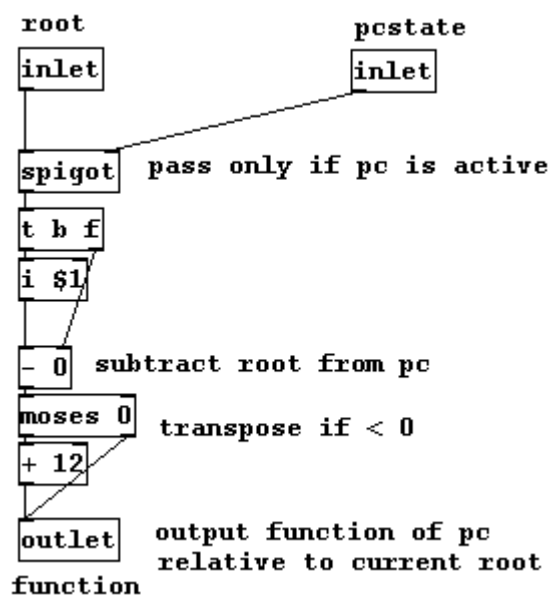 root
pcstate
inlet
inlet
spigot
pass only if pc is active
t b f
i $1
- 0
subtract root from pc
moses 0
transpose if < 0
+ 12
outlet
output function of pc
relative to current root
function